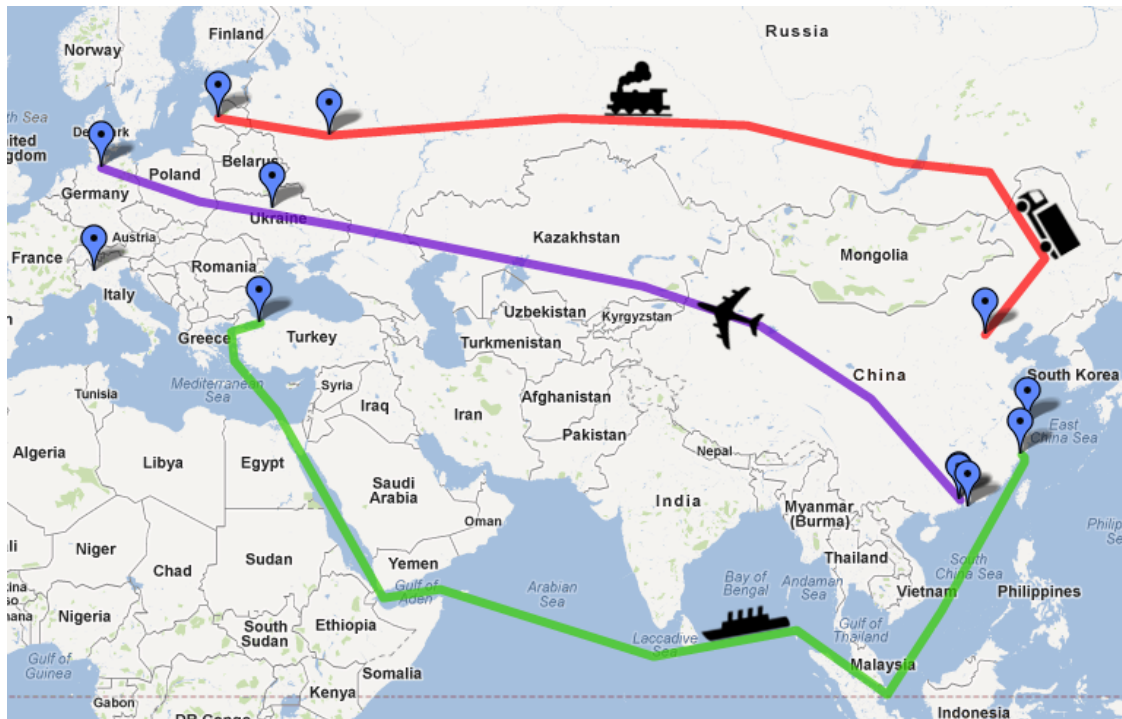 Finland
Russia
Norway
Denmark
Belarus
Poland
Germany
Ukraine
Kazakhstan
Mongolia
Austria
France
Romania
Italy
Uzbekistan
Kyrgyzstan
Greece
Turkey
Turkmenistan
China
South Korea
Mediterranean
Sea
Tunisia
Syria
Iraq
Iran
Afghanistan
East
China Sea
Pakistan
Nepal
Algeria
Libya
Egypt
Saudi
Arabia
India
Oman
Myanmar
(Burma)
Niger
Chad
Sudan
Yemen
Gulf of
Aden
Arabian
Sea
Bay of
Bengal
Andaman
Sea
Thailand
South
China Sea
Vietnam
Philippines
Nigeria
South
Sudan
Ethiopia
Laccadive
Sea
Gulf of
Thailand
Gulf of
Guinea
Somalia
Malaysia
Gabon
Kenya
Indonesia